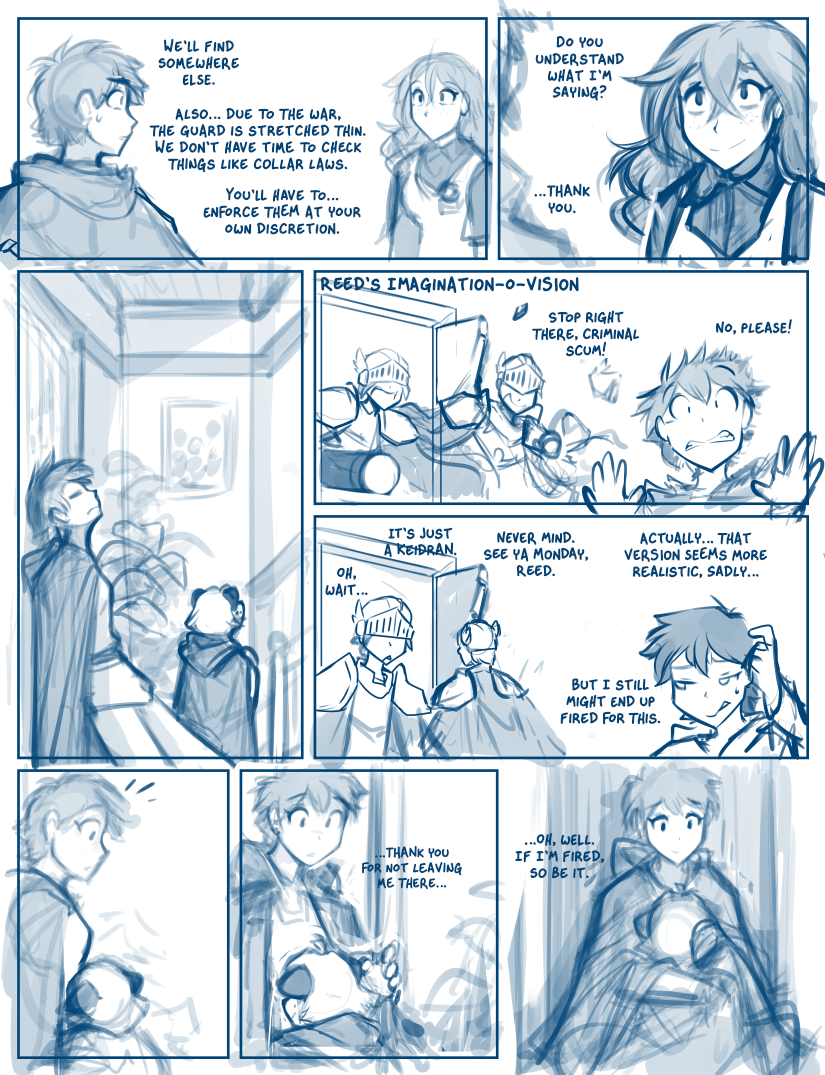 WE'LL FIND
SOMEWHERE
ELSE.
ALSO... DUE TO THE WAR,
THE GUARD IS STRETCHED THIN.
WE DON'T HAVE TIME TO CHECK
THINGS LIKE COLLAR LAWS.
YOU'LL HAVE TO...
ENFORCE THEM AT YOUR
OWN DISCRETION.
DO YOU
UNDERSTAND
WHAT I'M
SAYING?
...THANK
YOU.
REED'S IMAGINATION-O-VISION
STOP RIGHT
THERE, CRIMINAL
SCUM!
NO, PLEASE!
OH,
WAIT...
IT'S JUST
A KEIDRAN.
NEVER MIND.
SEE YA MONDAY,
REED.
ACTUALLY... THAT
VERSION SEEMS MORE
REALISTIC, SADLY...
BUT I STILL
MIGHT END UP
FIRED FOR THIS.
...THANK YOU
FOR NOT LEAVING
ME THERE...
...OH, WELL.
IF I'M FIRED,
SO BE IT.